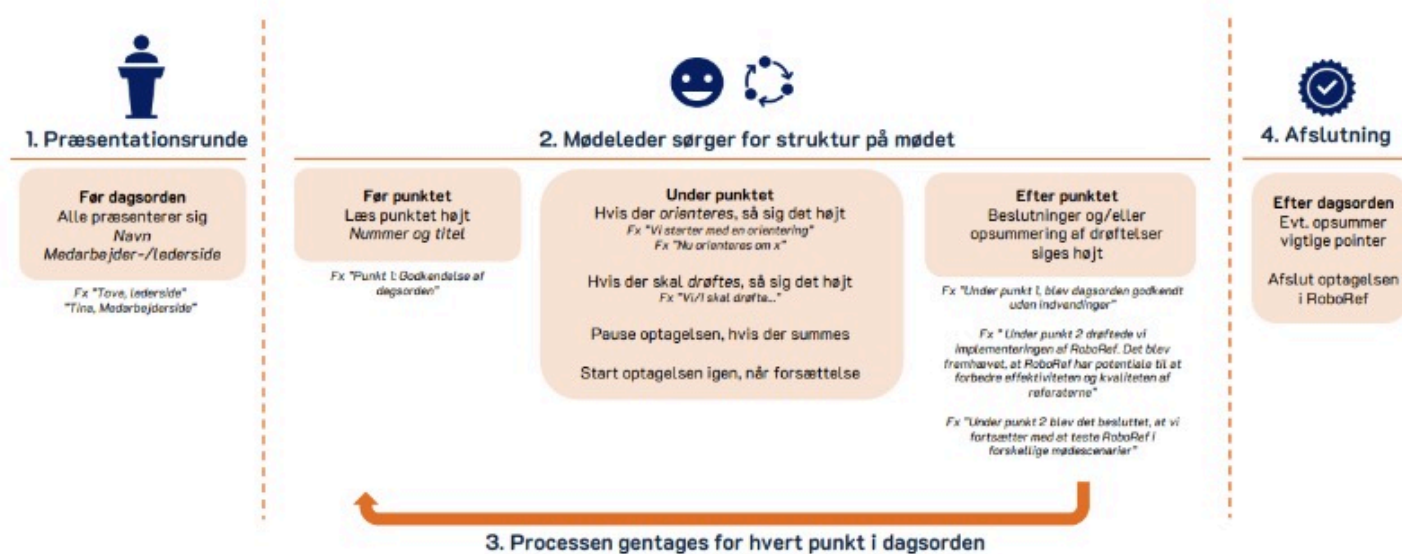 1. Præsentationsrunde
Før dagsorden
Alle præsenterer sig
Navn
Medarbejder-/lederside
Fx "Tove, lederside"
"Tina, Medarbejderside"
2. Mødeleder sørger for struktur på mødet
Før punktet
Læs punktet højt
Nummer og titel
Fx "Punkt 1: Godkendelse af
dagsorden"
Under punktet
Hvis der orienteres, så sig det højt
Fx "Vi starter med en orientering"
Fx "Nu orienteres om x"
Hvis der skal drøftes, så sig det højt
Fx "Vi/I skal drøfte..."
Pause optagelsen, hvis der summes
Start optagelsen igen, når forsættelse
Efter punktet
Beslutninger og/eller
opsummering af drøftelser
siges højt
Fx "Under punkt 1, blev dagsorden godkendt
uden indvendinger"
Fx " Under punkt 2 drøftede vi
implementeringen af RoboRef. Det blev
fremhævet, at RoboRef har potentiale til at
forbedre effektiviteten og kvaliteten af
referaterne"
Fx "Under punkt 2 blev det besluttet, at vi
fortsætter med at teste RoboRef i
forskellige mødescenarier"
3. Processen gentages for hvert punkt i dagsorden
4. Afslutning
Efter dagsorden
Evt. opsummer
vigtige pointer
Afslut optagelsen
i RoboRef